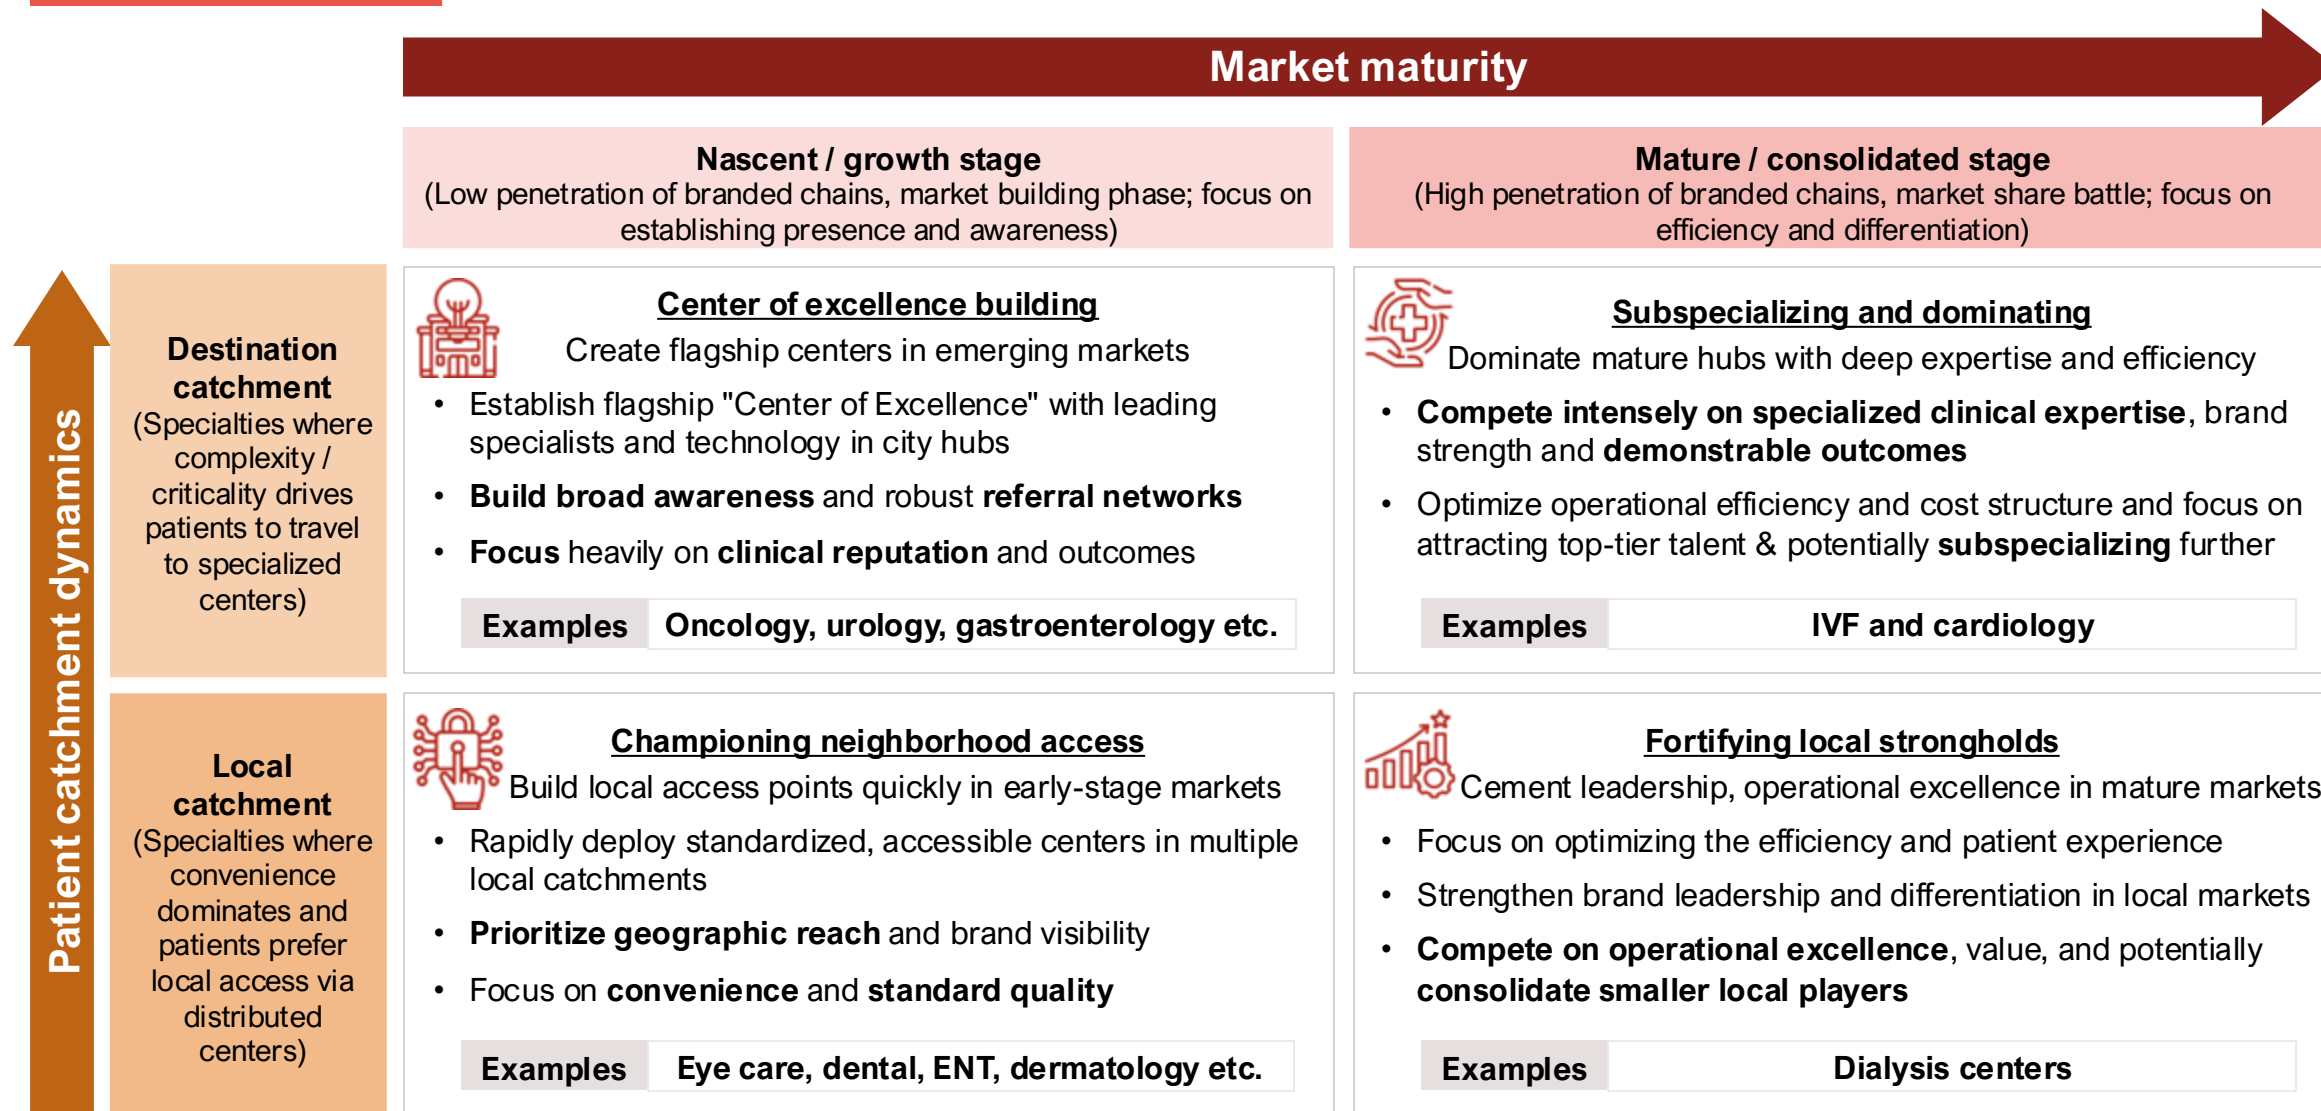 Market maturity
Nascent / growth stage
(Low penetration of branded chains, market building phase; focus on
establishing presence and awareness)
Mature / consolidated stage
(High penetration of branded chains, market share battle; focus on
efficiency and differentiation)
Patient catchment dynamics
Destination
catchment
(Specialties where
complexity /
criticality drives
patients to travel
to specialized
centers)
Center of excellence building
Create flagship centers in emerging markets
• Establish flagship "Center of Excellence" with leading
specialists and technology in city hubs
• Build broad awareness and robust referral networks
• Focus heavily on clinical reputation and outcomes
Examples
Oncology, urology, gastroenterology etc.
Subspecializing and dominating
Dominate mature hubs with deep expertise and efficiency
• Compete intensely on specialized clinical expertise, brand
strength and demonstrable outcomes
• Optimize operational efficiency and cost structure and focus on
attracting top-tier talent & potentially subspecializing further
Examples
IVF and cardiology
Local
catchment
(Specialties where
convenience
dominates and
patients prefer
local access via
distributed
centers)
Championing neighborhood access
Build local access points quickly in early-stage markets
• Rapidly deploy standardized, accessible centers in multiple
local catchments
• Prioritize geographic reach and brand visibility
• Focus on convenience and standard quality
Examples
Eye care, dental, ENT, dermatology etc.
Fortifying local strongholds
Cement leadership, operational excellence in mature markets
• Focus on optimizing the efficiency and patient experience
• Strengthen brand leadership and differentiation in local markets
• Compete on operational excellence, value, and potentially
consolidate smaller local players
Examples
Dialysis centers